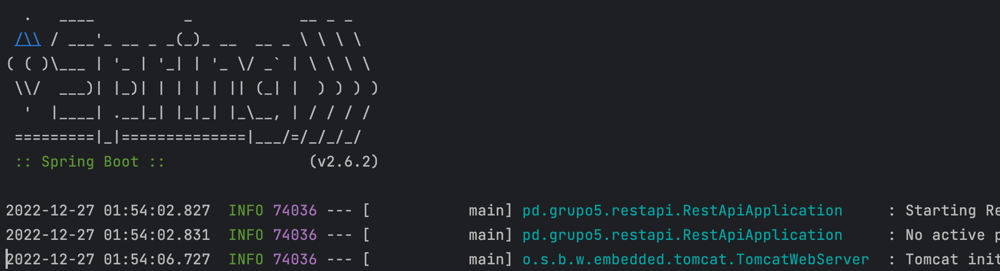 .   ____          _            __ _ _
 /\\ / ___'_ __ _ _(_)_ __  __ _ \ \ \ \
( ( )\___ | '_ | '_| | '_ \/ _` | \ \ \ \
 \\/  ___)| |_)| | | | | || (_| |  ) ) ) )
  '  |____| .__|_| |_|_| |_\__, | / / / /
 =========|_|==============|___/=/_/_/_/
 :: Spring Boot ::                (v2.6.2)
2022-12-27 01:54:02.827  INFO 74036 --- [           main] pd.grupo5.restapi.RestApiApplication     : Starting Re
2022-12-27 01:54:02.831  INFO 74036 --- [           main] pd.grupo5.restapi.RestApiApplication     : No active p
2022-12-27 01:54:06.727  INFO 74036 --- [           main] o.s.b.w.embedded.tomcat.TomcatWebServer  : Tomcat init